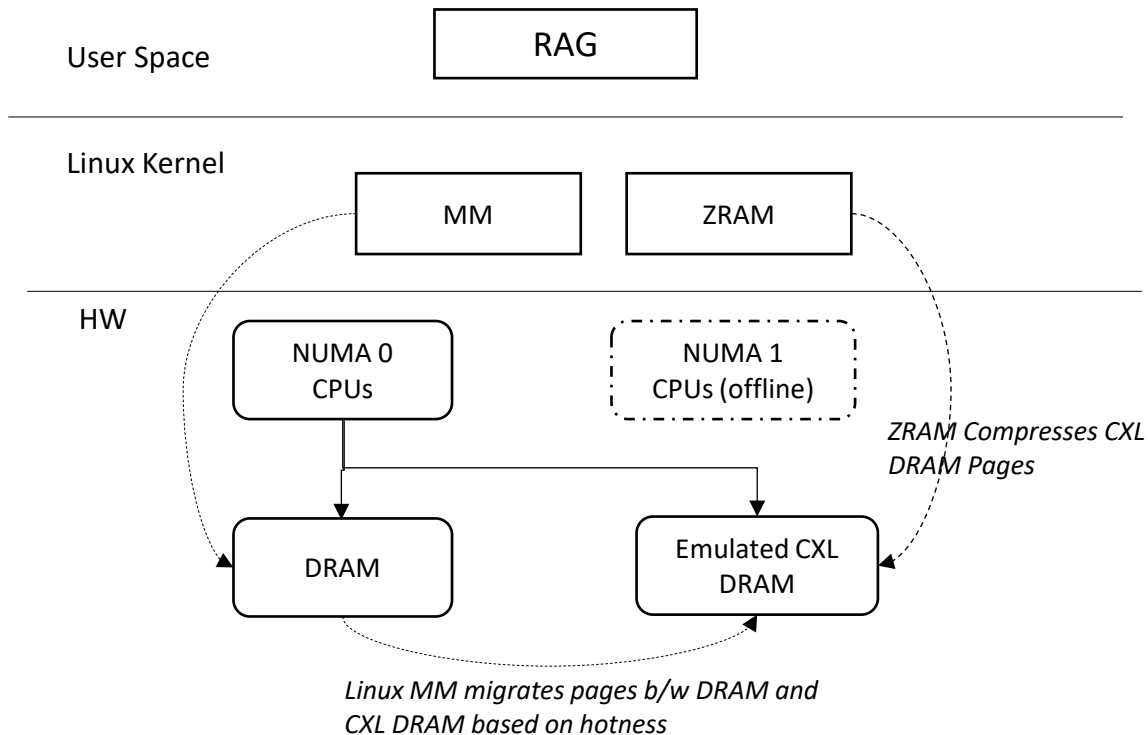 User Space
RAG
Linux Kernel
MM
ZRAM
HW
NUMA 0
CPUs
NUMA 1
CPUs (offline)
ZRAM Compresses CXL
DRAM Pages
DRAM
Emulated CXL
DRAM
Linux MM migrates pages b/w DRAM and
CXL DRAM based on hotness